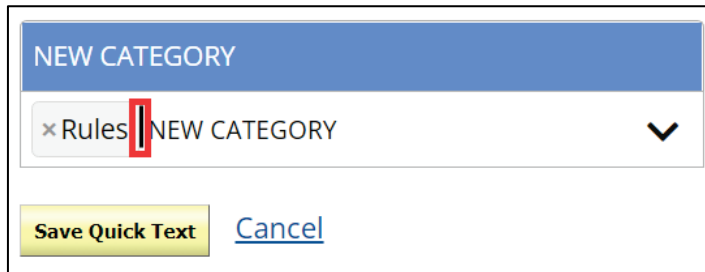 NEW CATEGORY
×Rules NEW CATEGORY
Save Quick Text Cancel